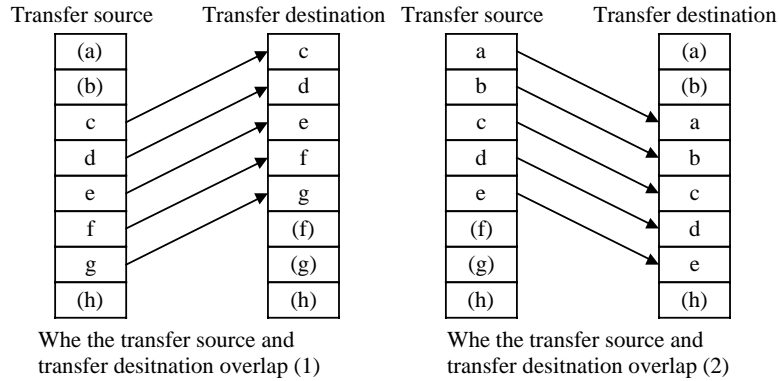 Transfer source
Transfer destination
(a)
(b)
c
d
e
f
g
(h)
c
d
e
f
g
(f)
(g)
(h)
Whe the transfer source and
transfer desitnation overlap (1)
Transfer source
Transfer destination
a
b
c
d
e
(f)
(g)
(h)
(a)
(b)
a
b
c
d
e
(h)
Whe the transfer source and
transfer desitnation overlap (2)